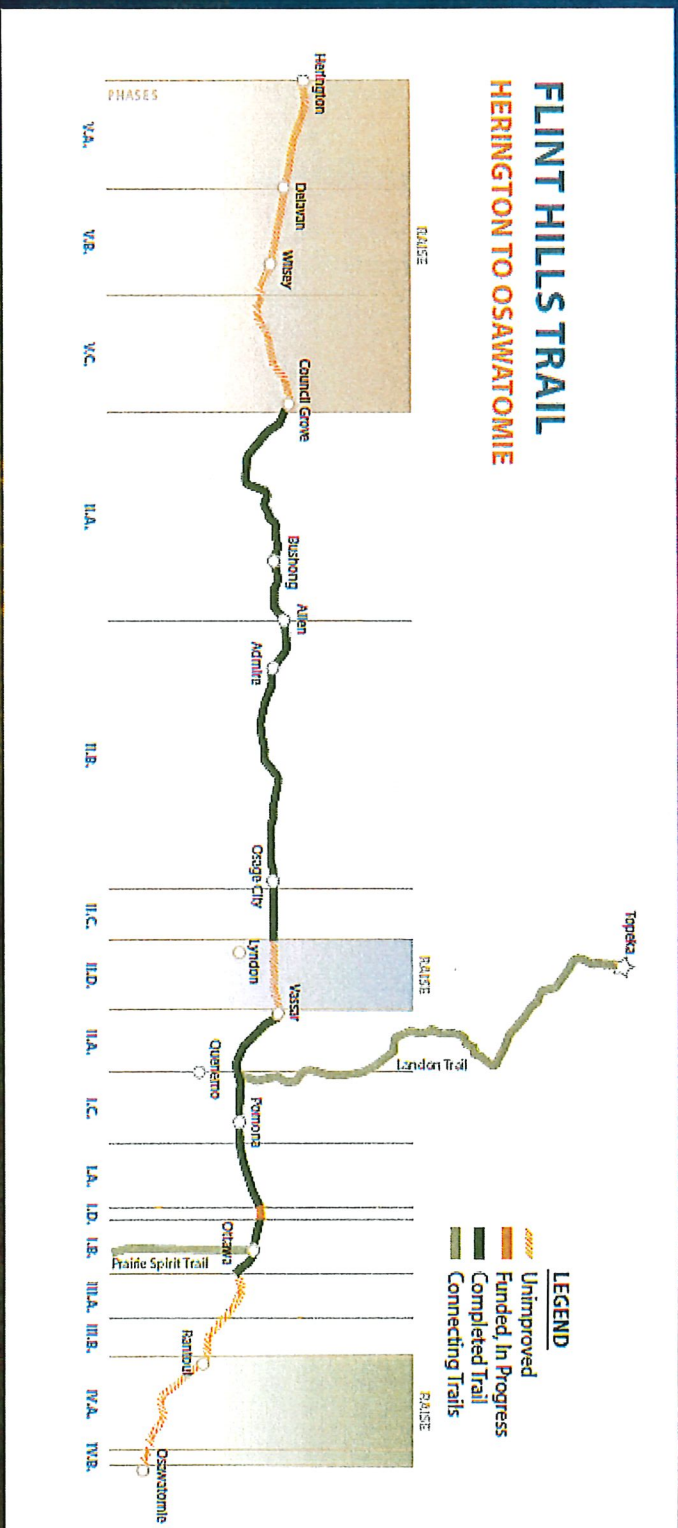 FLINT HILLS TRAIL
HERINGTON TO OSAWATOMIE
RAISE
RAISE
RAISE
Topeka
Landon Trail
LEGEND
Unimproved
Funded, In Progress
Completed Trail
Connecting Trails
Herington
Delavan
Wilsey
Council Grove
Bushong
Allen
Admire
Osage City
Lyndon
Vassar
Quenemo
Pomona
Ottawa
Prairie Spirit Trail
Rantoul
Osawatomie
PHASES
V.A.
V.B.
V.C.
II.A.
II.B.
II.C.
II.D.
II.A.
I.C.
I.A.
I.D.
I.B.
III.A.
III.B.
IV.A.
IV.B.